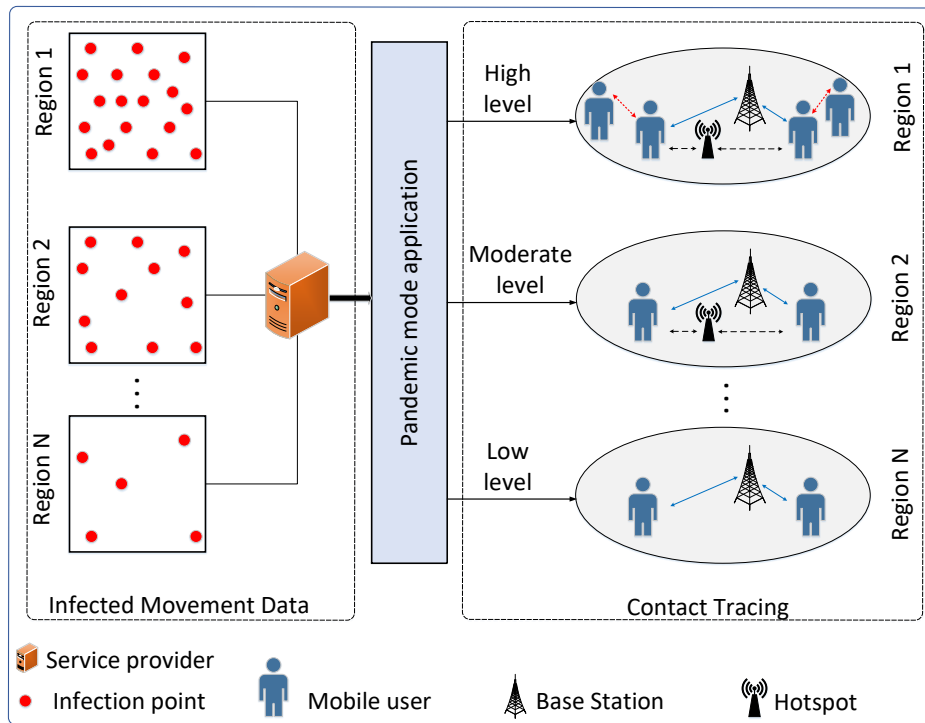 Region 1
Region 2
Region N
Infected Movement Data
Pandemic mode application
High
level
Moderate
level
Low
level
Region 1
Region 2
Region N
Contact Tracing
Service provider
Infection point
Mobile user
Base Station
Hotspot